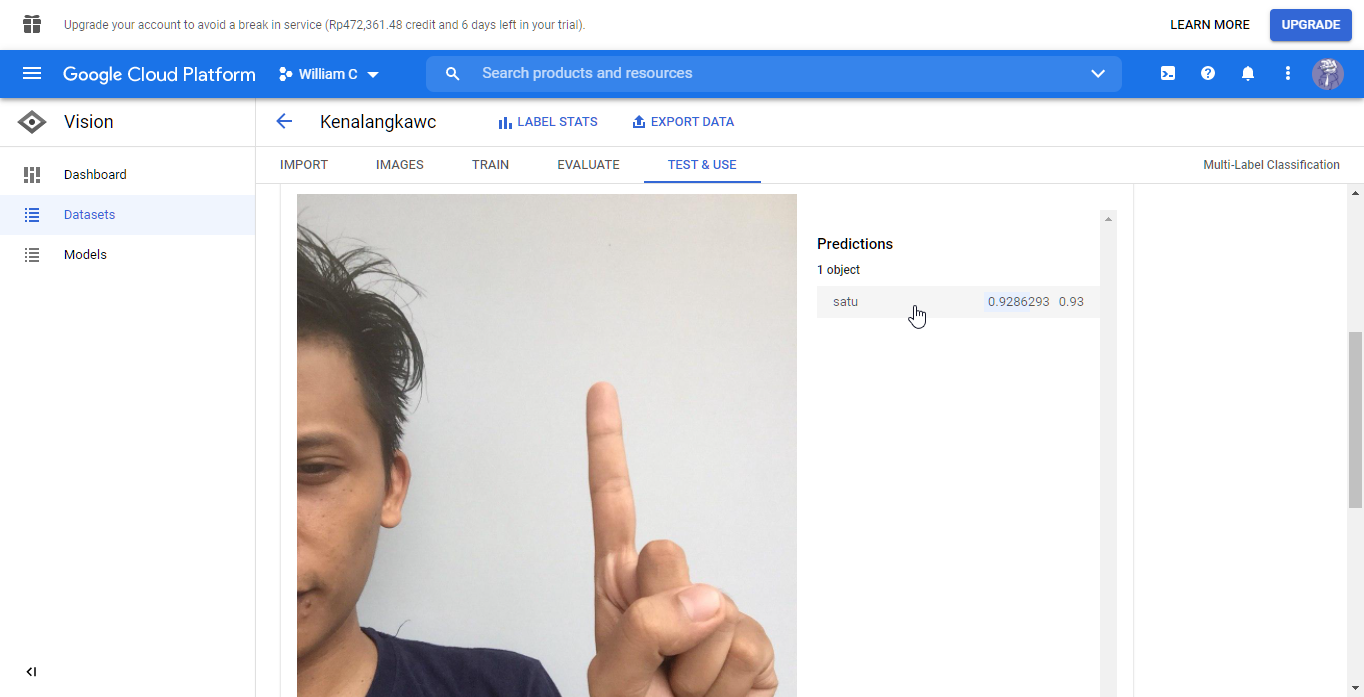 Upgrade your account to avoid a break in service (Rp472,361.48 credit and 6 days left in your trial).
LEARN MORE
UPGRADE
Google Cloud Platform
William C
Search products and resources
Vision
Kenalangkawc
LABEL STATS
EXPORT DATA
IMPORT
IMAGES
TRAIN
EVALUATE
TEST & USE
Multi-Label Classification
Dashboard
Datasets
Models
Predictions
1 object
satu 0.9286293 0.93